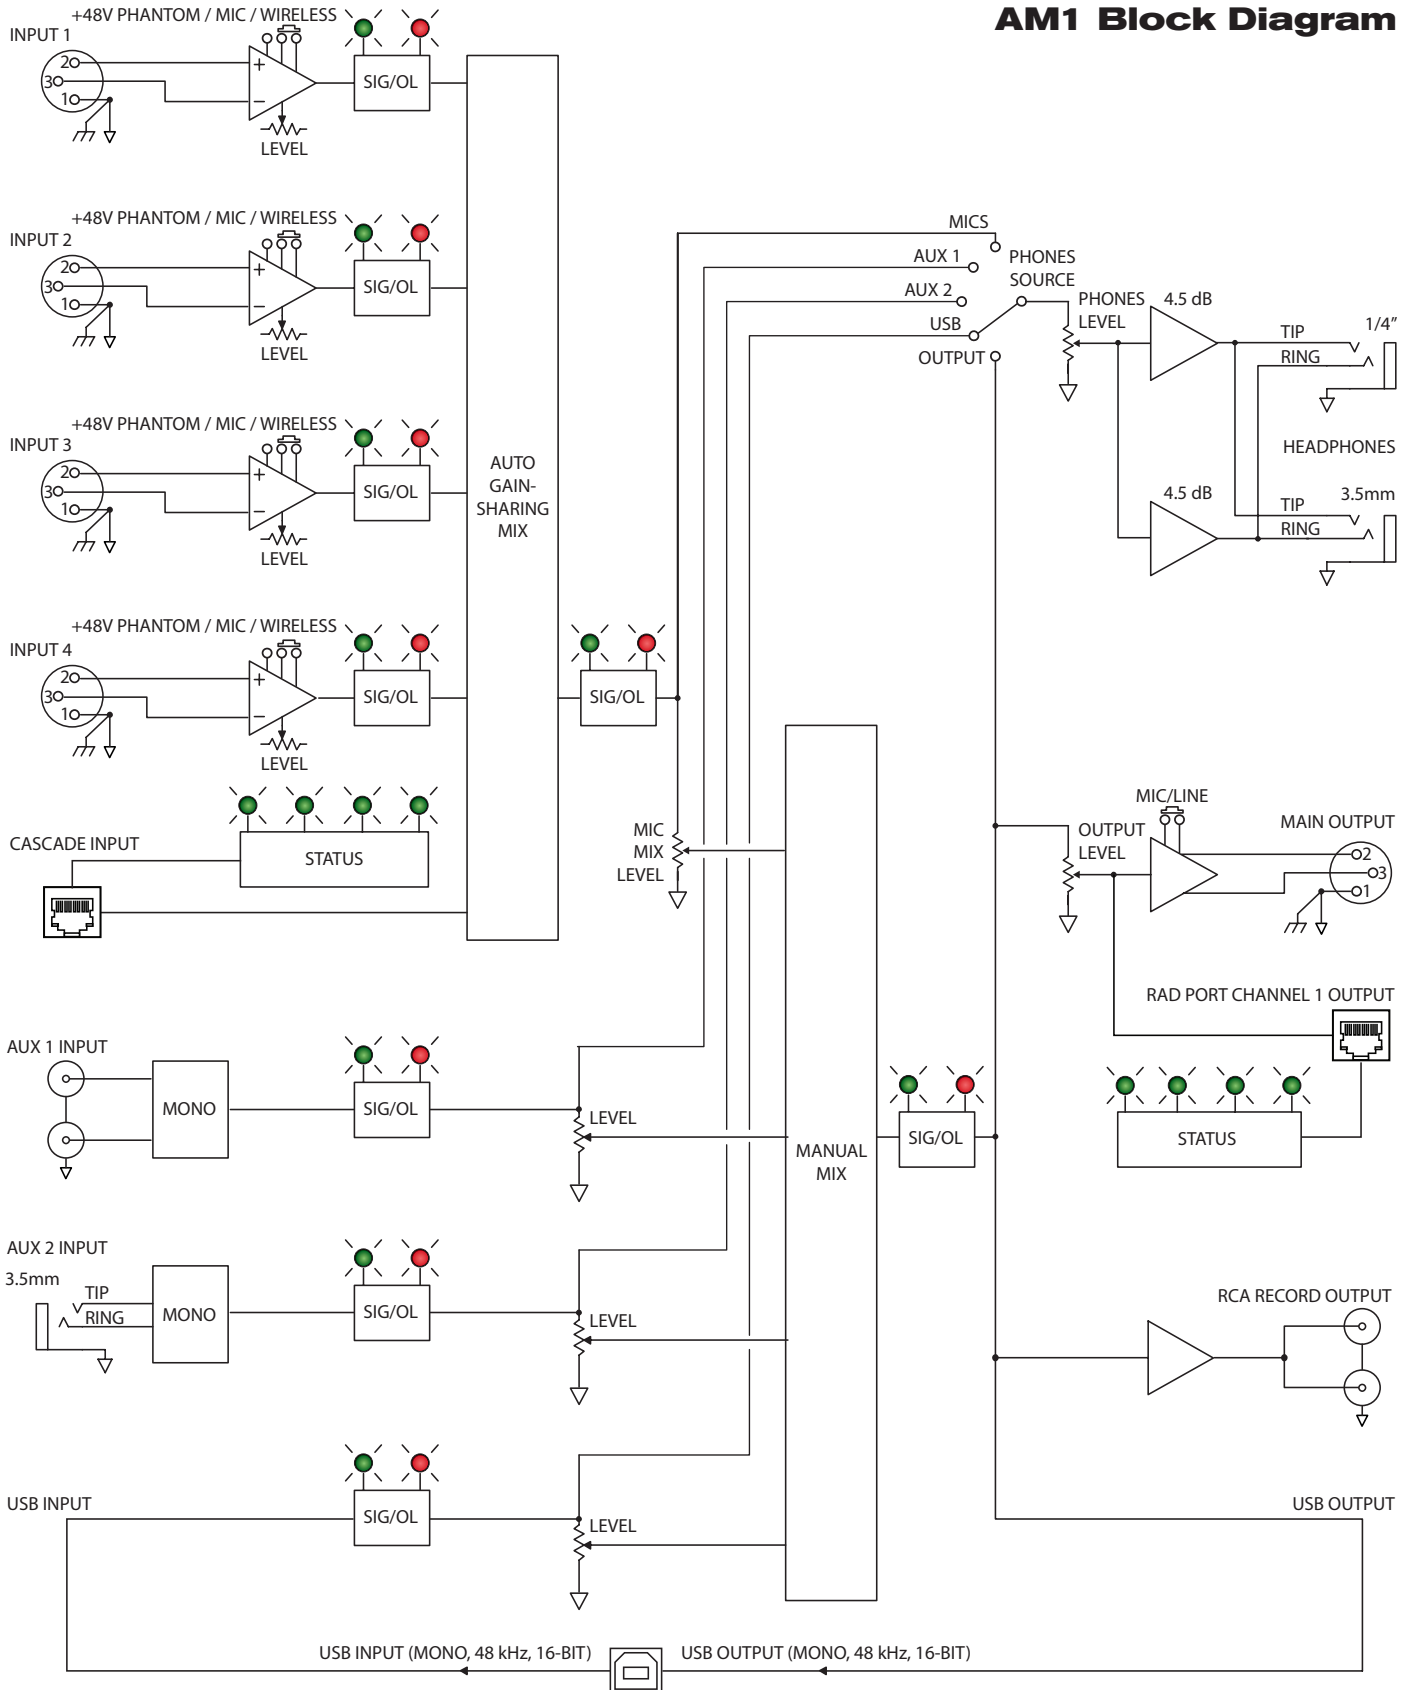 AM1 Block Diagram
+48V PHANTOM / MIC / WIRELESS
INPUT 1
2
3
1
+
−
SIG/OL
LEVEL
+48V PHANTOM / MIC / WIRELESS
INPUT 2
2
3
1
+
−
SIG/OL
LEVEL
+48V PHANTOM / MIC / WIRELESS
INPUT 3
2
3
1
+
−
SIG/OL
LEVEL
+48V PHANTOM / MIC / WIRELESS
INPUT 4
2
3
1
+
−
SIG/OL
LEVEL
AUTO
GAIN-
SHARING
MIX
SIG/OL
CASCADE INPUT
STATUS
MIC
MIX
LEVEL
MICS
AUX 1
AUX 2
USB
OUTPUT
PHONES
SOURCE
PHONES
LEVEL
4.5 dB
TIP
RING
1/4”
HEADPHONES
4.5 dB
TIP
RING
3.5mm
MIC/LINE
OUTPUT
LEVEL
MAIN OUTPUT
2
3
1
RAD PORT CHANNEL 1 OUTPUT
STATUS
AUX 1 INPUT
MONO
SIG/OL
LEVEL
MANUAL
MIX
SIG/OL
AUX 2 INPUT
3.5mm
TIP
RING
MONO
SIG/OL
LEVEL
RCA RECORD OUTPUT
USB INPUT
SIG/OL
LEVEL
USB OUTPUT
USB INPUT (MONO, 48 kHz, 16-BIT)
USB OUTPUT (MONO, 48 kHz, 16-BIT)